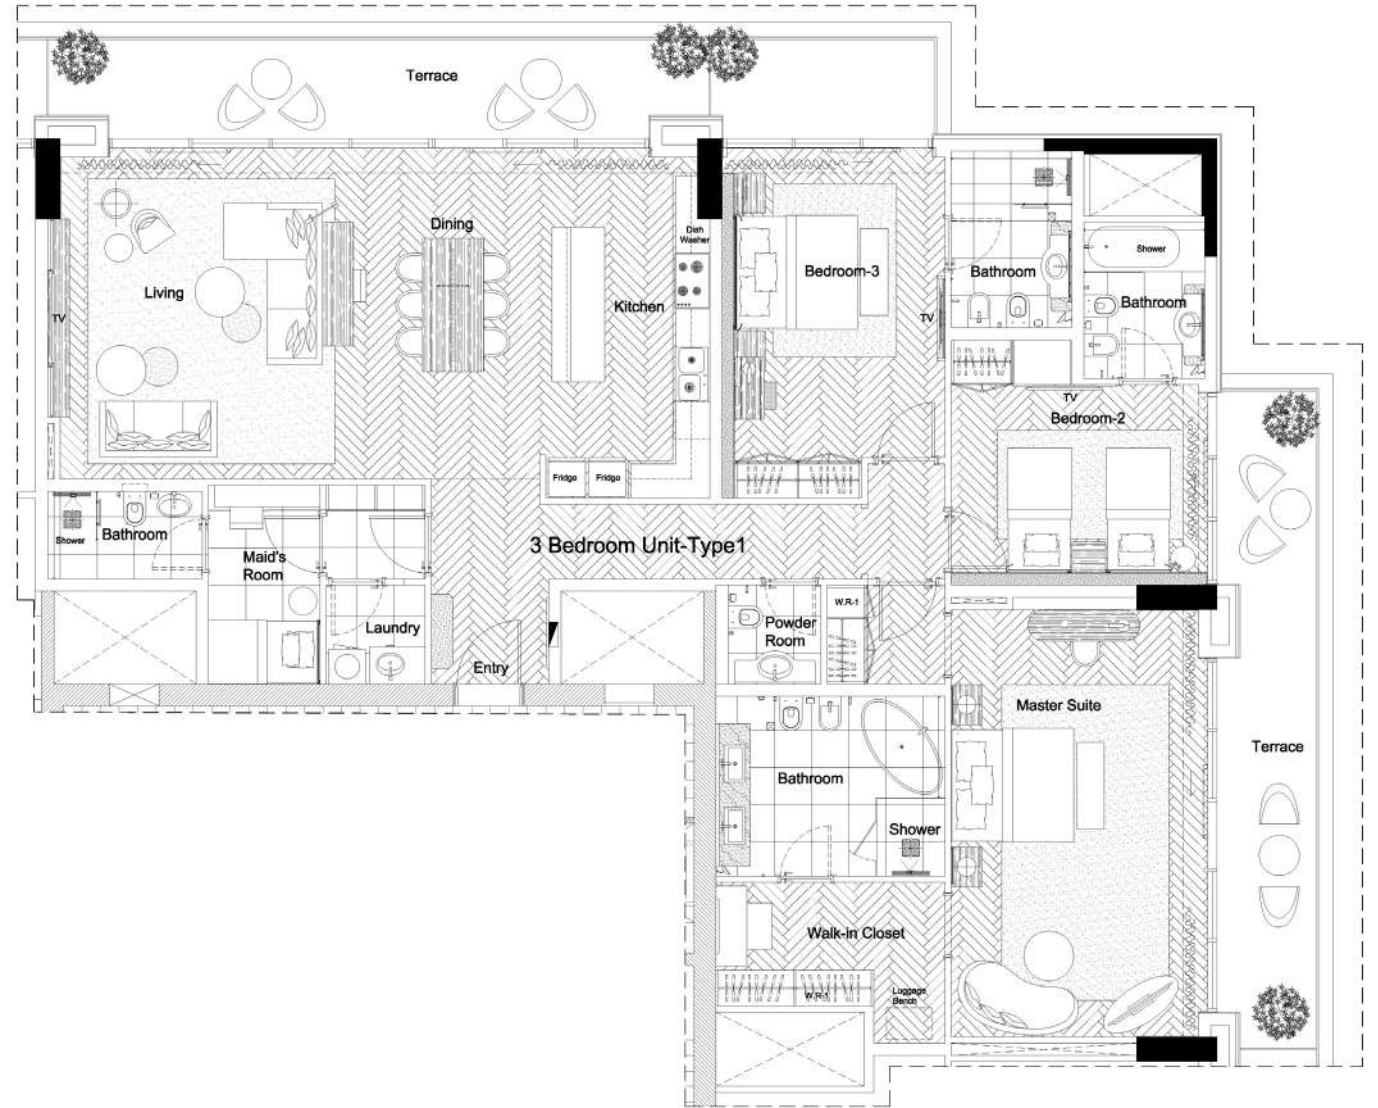 Terrace
Dining
Dish
Washer
Living
TV
Kitchen
Bedroom-3
TV
Bathroom
Shower
Bathroom
TV
Bedroom-2
Fridge
Fridge
Shower
Bathroom
Maid's
Room
3 Bedroom Unit-Type1
Laundry
Entry
Powder
Room
W.R-1
Master Suite
Terrace
Bathroom
Shower
Walk-in Closet
W.R-1
Luggage
Bench